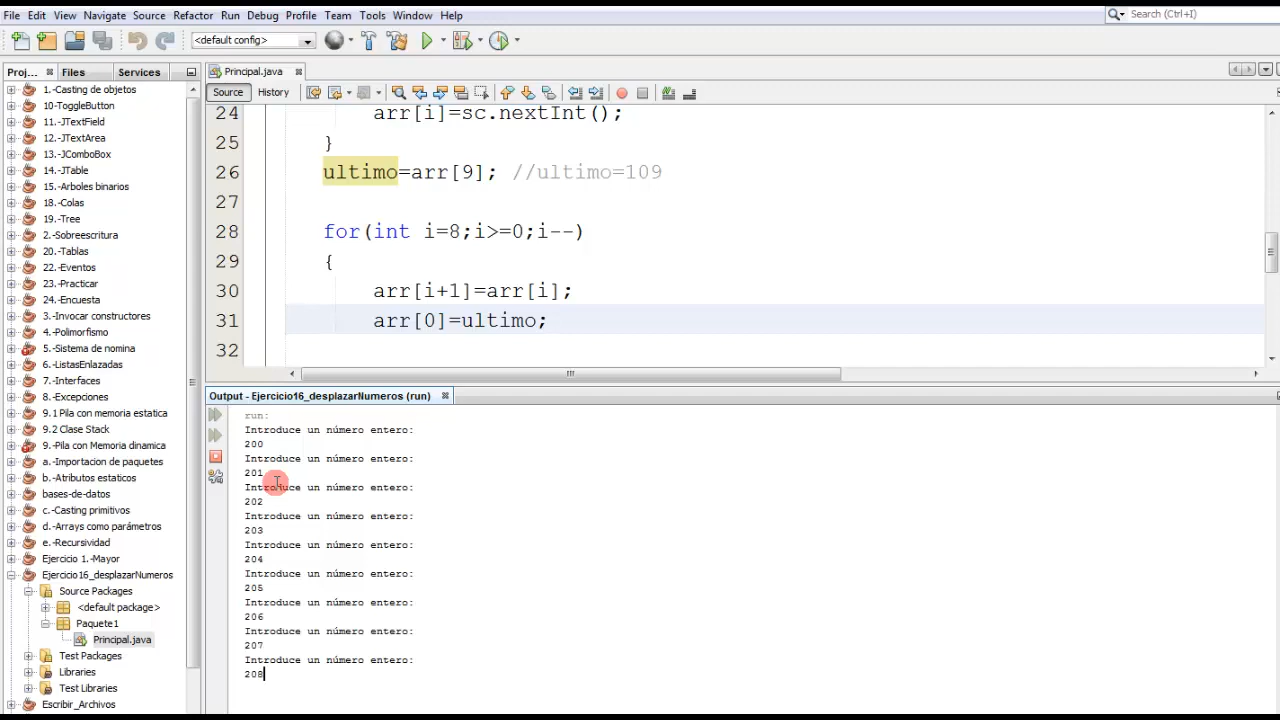 File Edit View Navigate Source Refactor Run Debug Profile Team Tools Window Help
Search (Ctrl+I)
<default config>
Proj... Files Services
Principal.java
Source History
1.-Casting de objetos
10-ToggleButton
11.-JTextField
12.-JTextArea
13.-JComboBox
14.-JTable
15.-Arboles binarios
18.-Colas
19.-Tree
2.-Sobreescritura
20.-Tablas
22.-Eventos
23.-Practicar
24.-Encuesta
3.-Invocar constructores
4.-Polimorfismo
5.-Sistema de nomina
6.-ListasEnlazadas
7.-Interfaces
8.-Excepciones
9.1 Pila con memoria estatica
9.2 Clase Stack
9.-Pila con Memoria dinamica
a.-Importacion de paquetes
b.-Atributos estaticos
bases-de-datos
c.-Casting primitivos
d.-Arrays como parámetros
e.-Recursividad
Ejercicio 1.-Mayor
Ejercicio16_desplazarNumeros
Source Packages
<default package>
Paquete1
Principal.java
Test Packages
Libraries
Test Libraries
Escribir_Archivos
24 arr[i]=sc.nextInt();
25 }
26 ultimo=arr[9]; //ultimo=109
27
28 for(int i=8;i>=0;i--)
29 {
30 arr[i+1]=arr[i];
31 arr[0]=ultimo;
32
Output - Ejercicio16_desplazarNumeros (run)
run:
Introduce un número entero:
200
Introduce un número entero:
201
Introduce un número entero:
202
Introduce un número entero:
203
Introduce un número entero:
204
Introduce un número entero:
205
Introduce un número entero:
206
Introduce un número entero:
207
Introduce un número entero:
208